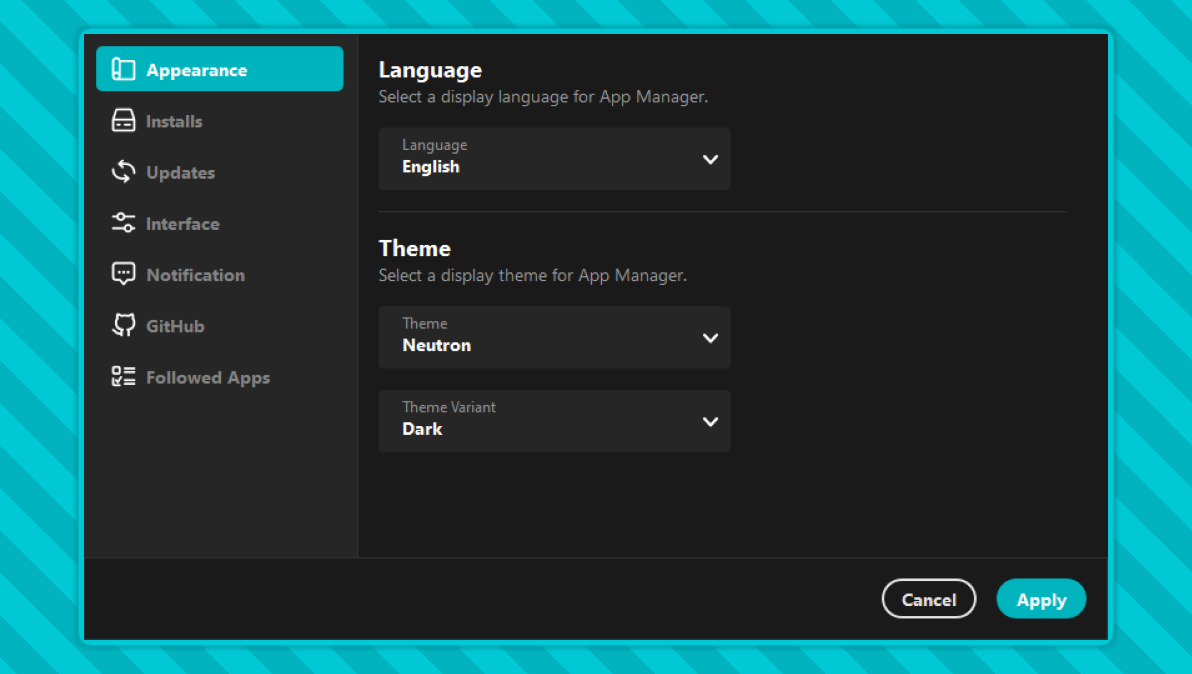 Appearance
Installs
Updates
Interface
Notification
GitHub
Followed Apps
Language
Select a display language for App Manager.
Language
English
Theme
Select a display theme for App Manager.
Theme
Neutron
Theme Variant
Dark
Cancel
Apply